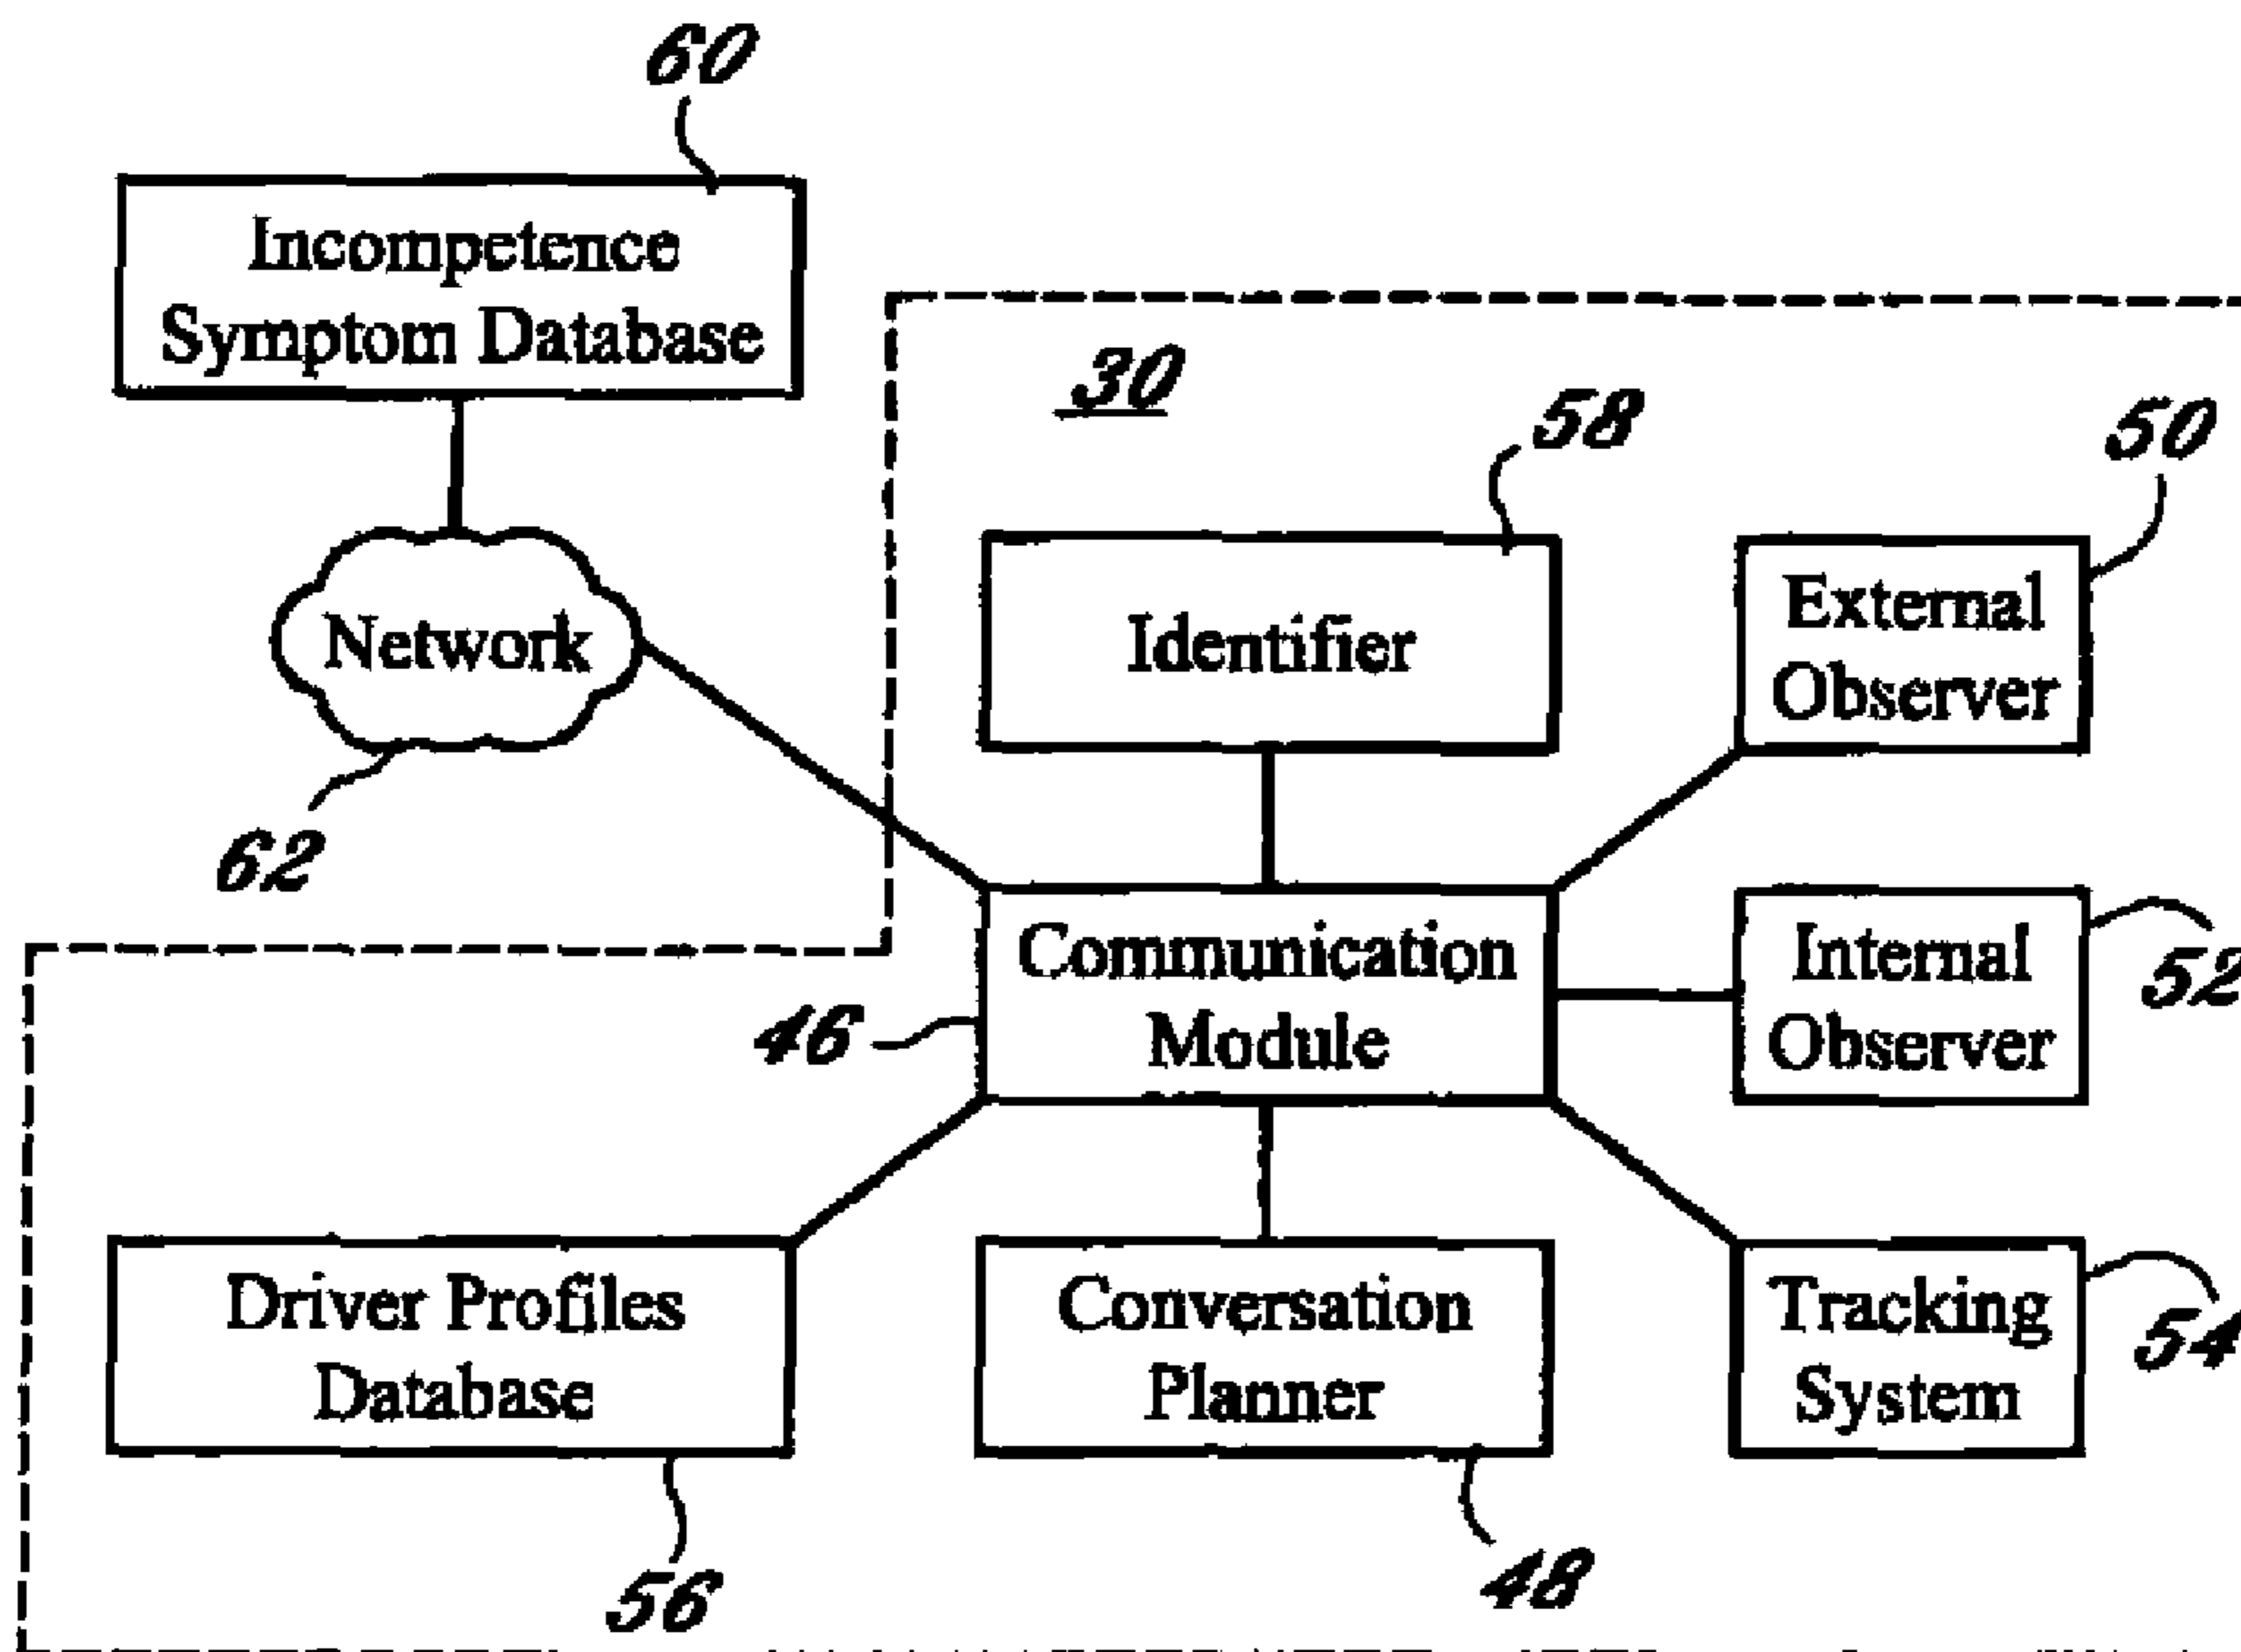 60
Incompetence
Symptom Database
30
58
50
Network
Identifier
External
Observer
62
Communication
Module
46
Internal
Observer
52
Driver Profiles
Database
Conversation
Planner
Tracking
System
54
56
48